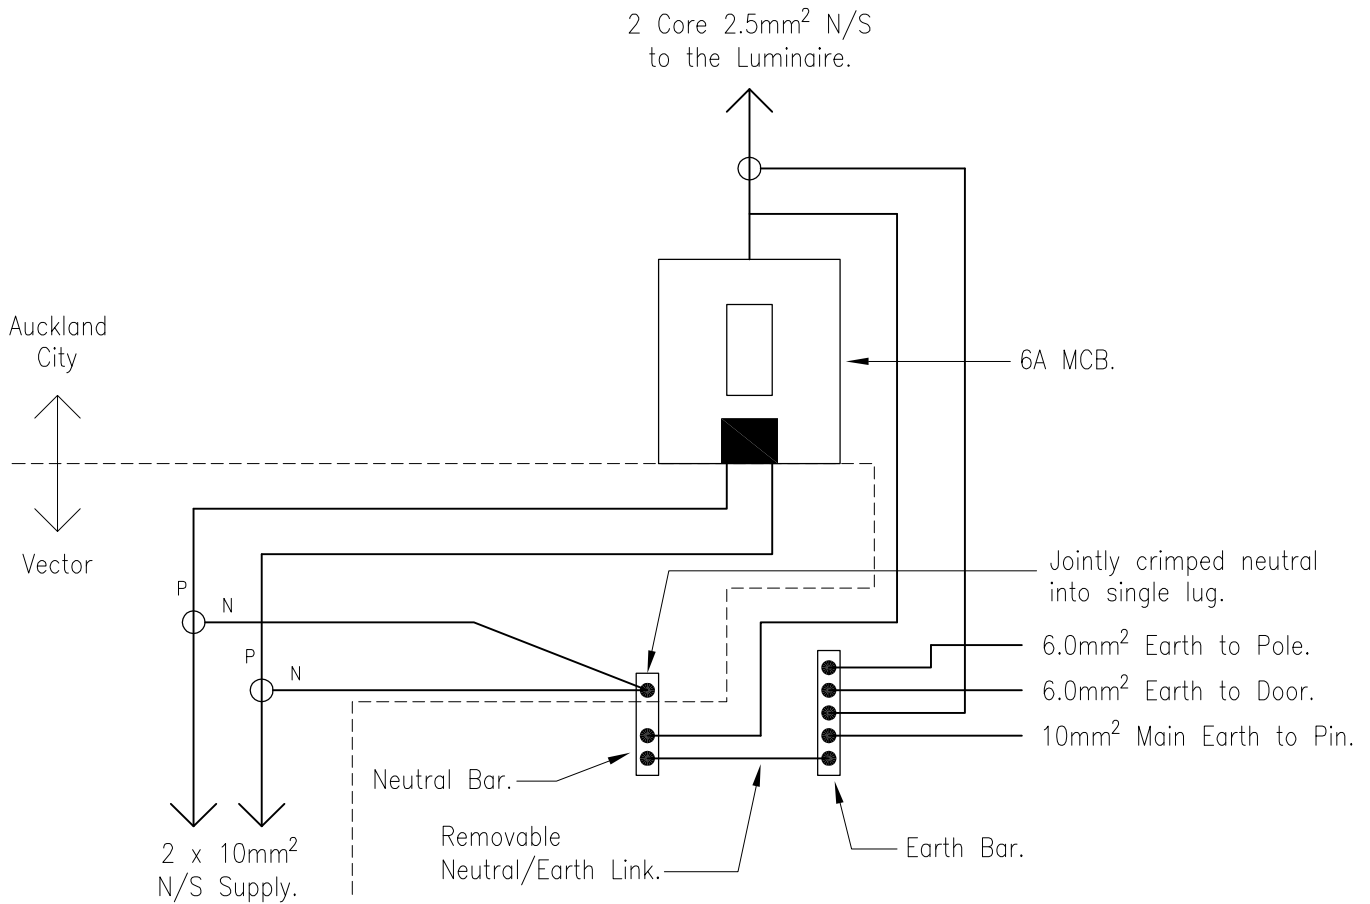 2 Core 2.5mm² N/S
to the Luminaire.
Auckland
City
6A MCB.
Vector
Jointly crimped neutral
into single lug.
P
N
6.0mm² Earth to Pole.
P
N
6.0mm² Earth to Door.
10mm² Main Earth to Pin.
Neutral Bar.
Removable
Neutral/Earth Link.
Earth Bar.
2 x 10mm²
N/S Supply.